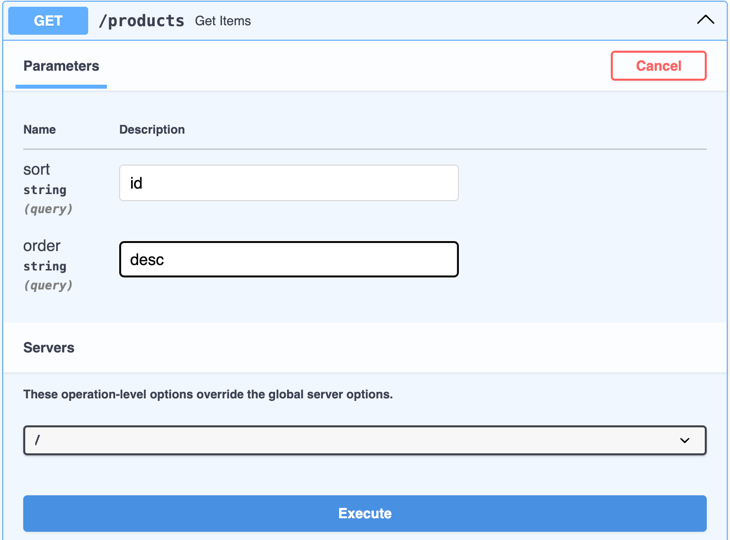 GET /products Get Items
Parameters Cancel
Name Description
sort id
string
(query)
order desc
string
(query)
Servers
These operation-level options override the global server options.
/
Execute